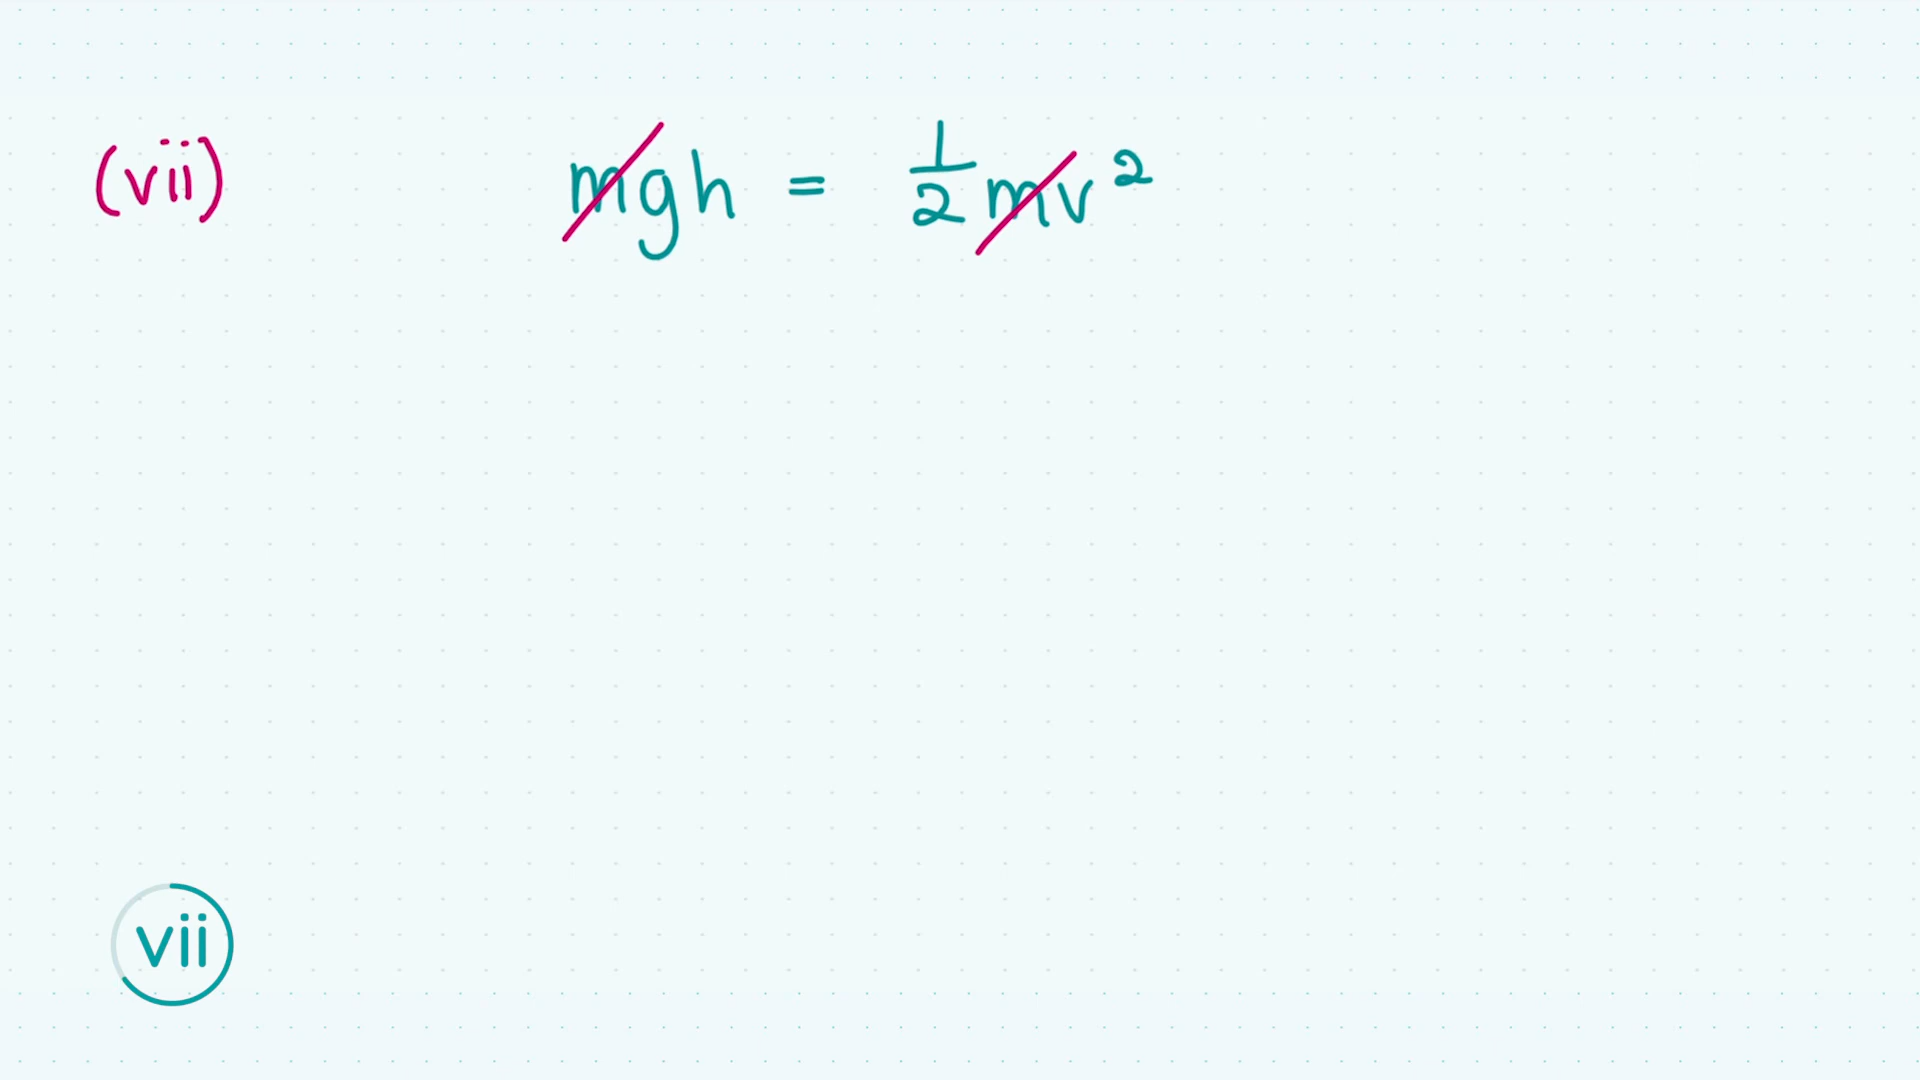 (vii) mgh = 1/2 mv²
vii